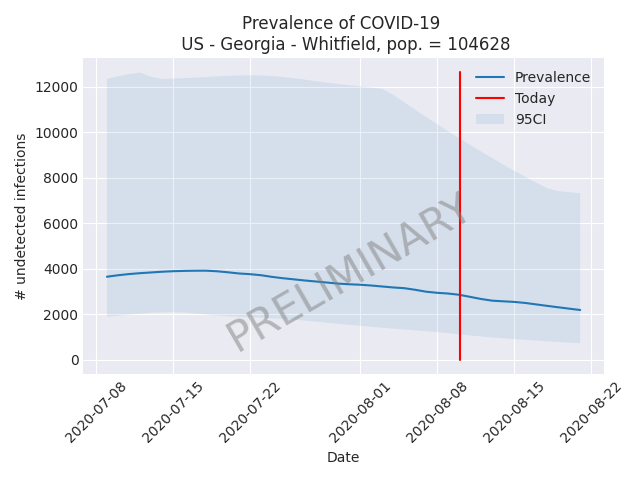 Prevalence of COVID-19
US - Georgia - Whitfield, pop. = 104628
Prevalence
Today
95CI
12000
10000
8000
6000
4000
2000
0
# undetected infections
PRELIMINARY
2020-07-08
2020-07-15
2020-07-22
2020-08-01
2020-08-08
2020-08-15
2020-08-22
Date